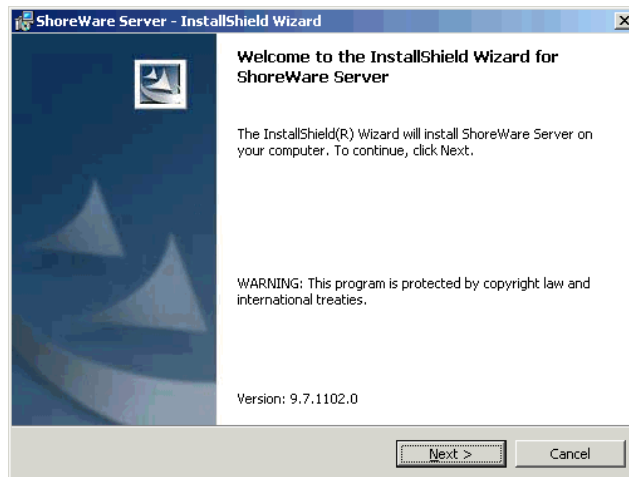 ShoreWare Server - InstallShield Wizard
Welcome to the InstallShield Wizard for
ShoreWare Server
The InstallShield(R) Wizard will install ShoreWare Server on
your computer. To continue, click Next.
WARNING: This program is protected by copyright law and
international treaties.
Version: 9.7.1102.0
Next > Cancel